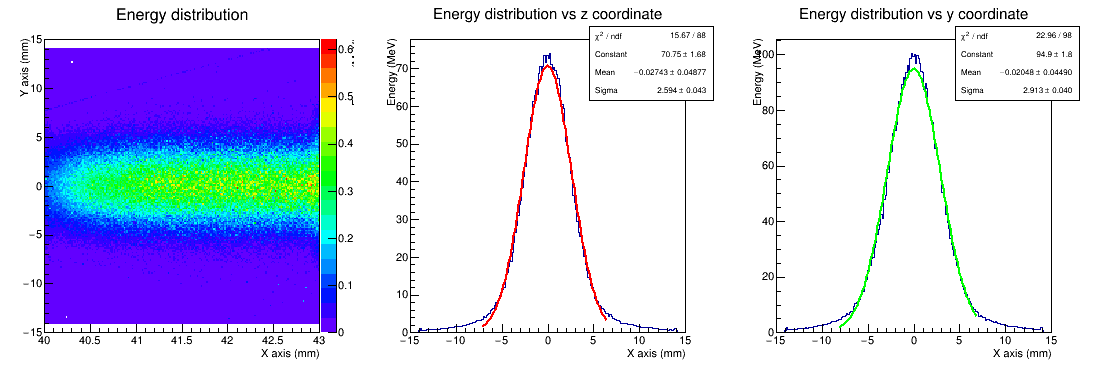 Energy distribution
Y axis (mm)
15
10
5
0
−5
−10
−15
40
40.5
41
41.5
42
42.5
43
X axis (mm)
0.6
0.5
0.4
0.3
0.2
0.1
0
Energy distribution vs z coordinate
χ² / ndf 15.67 / 88
Constant 70.75 ± 1.68
Mean −0.02743 ± 0.04877
Sigma 2.594 ± 0.043
Energy (MeV)
70
60
50
40
30
20
10
0
−15
−10
−5
0
5
10
15
X axis (mm)
Energy distribution vs y coordinate
χ² / ndf 22.96 / 98
Constant 94.9 ± 1.8
Mean −0.02048 ± 0.04490
Sigma 2.913 ± 0.040
Energy (MeV)
100
80
60
40
20
0
−15
−10
−5
0
5
10
15
X axis (mm)